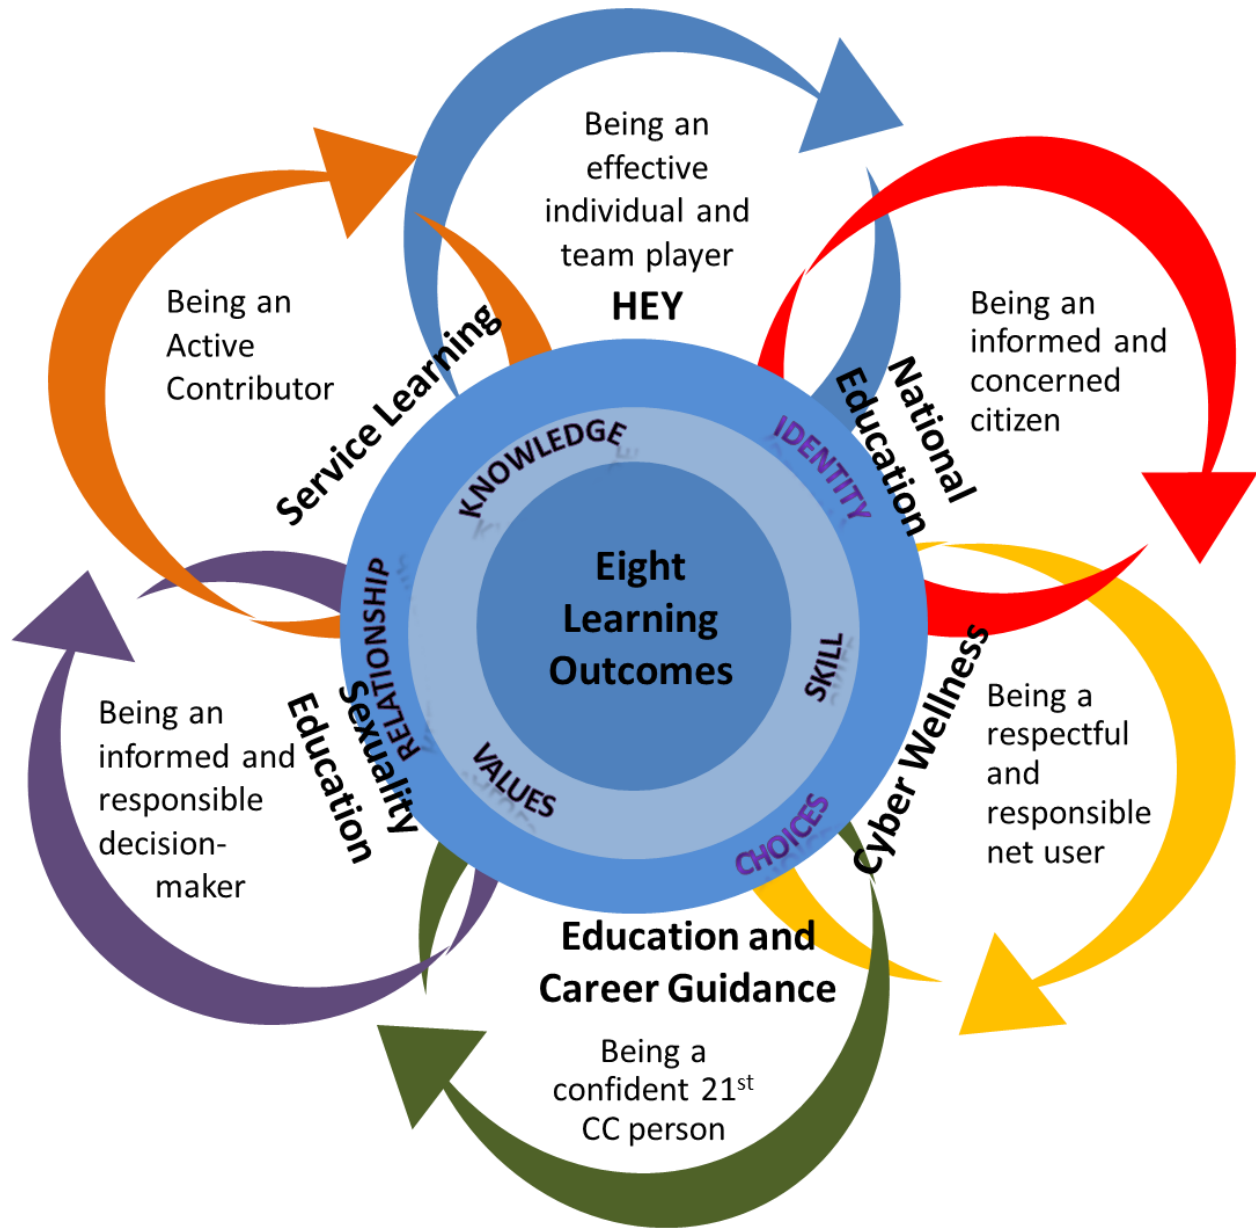 Being an
effective
individual and
team player
HEY
Being an
informed and
concerned
citizen
National
Education
Being a
respectful
and
responsible
net user
Cyber Wellness
Education and
Career Guidance
Being a
confident 21st
CC person
Being an
informed and
responsible
decision-
maker
Sexuality
Education
Being an
Active
Contributor
Service Learning
KNOWLEDGE
IDENTITY
SKILL
CHOICES
VALUES
RELATIONSHIP
Eight
Learning
Outcomes